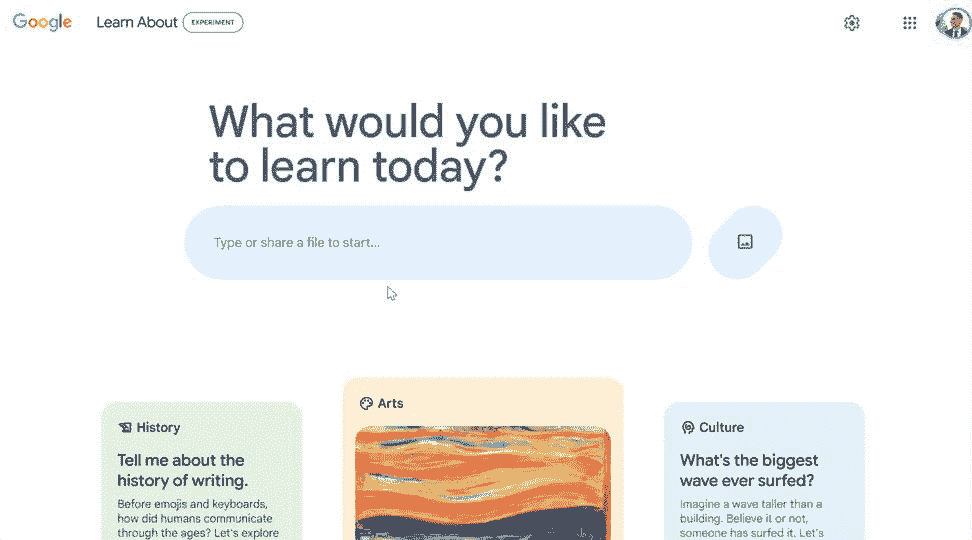 Google Learn About EXPERIMENT
What would you like
to learn today?
Type or share a file to start...
History
Tell me about the
history of writing.
Before emojis and keyboards,
how did humans communicate
through the ages? Let's explore
Arts
Culture
What's the biggest
wave ever surfed?
Imagine a wave taller than a
building. Believe it or not,
someone has surfed it. Let's